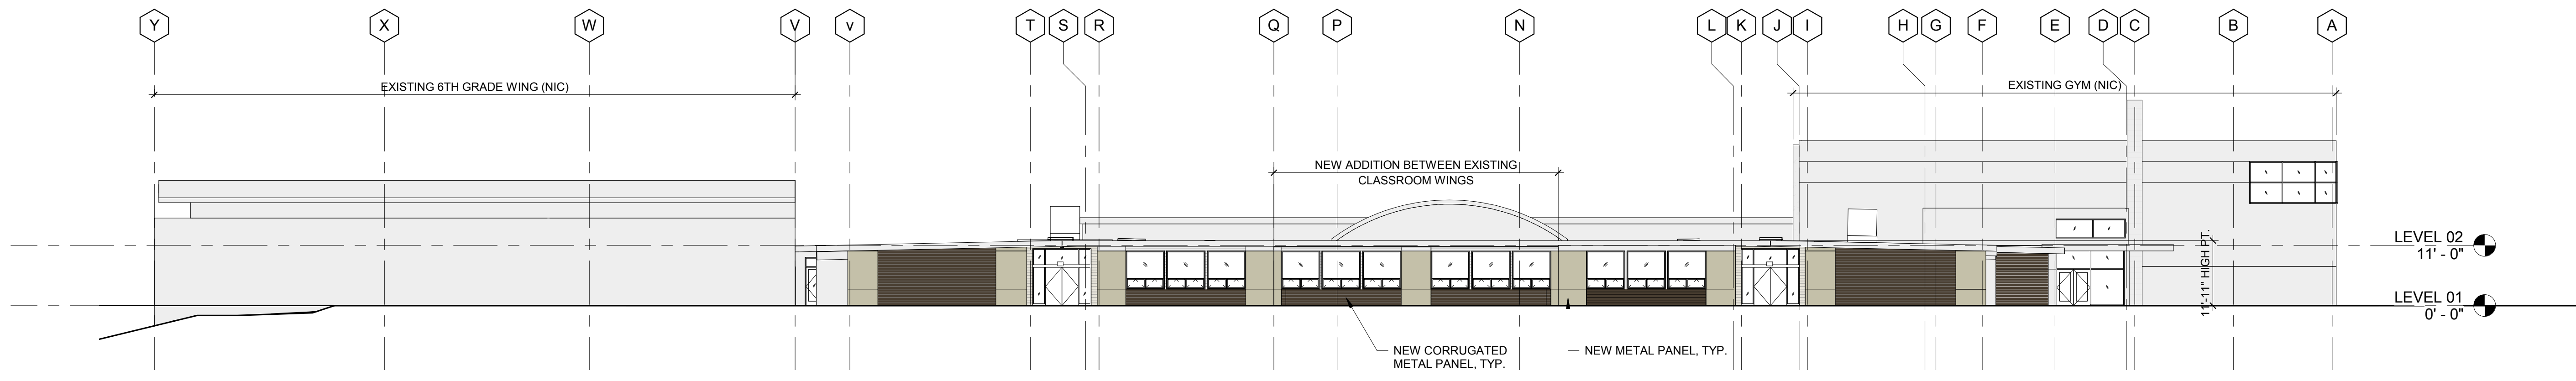 Y X W V v T S R Q P N L K J I H G F E D C B A
EXISTING 6TH GRADE WING (NIC)
EXISTING GYM (NIC)
NEW ADDITION BETWEEN EXISTING
CLASSROOM WINGS
LEVEL 02
11' - 0"
11'-11" HIGH PT.
LEVEL 01
0' - 0"
NEW CORRUGATED
METAL PANEL, TYP.
NEW METAL PANEL, TYP.